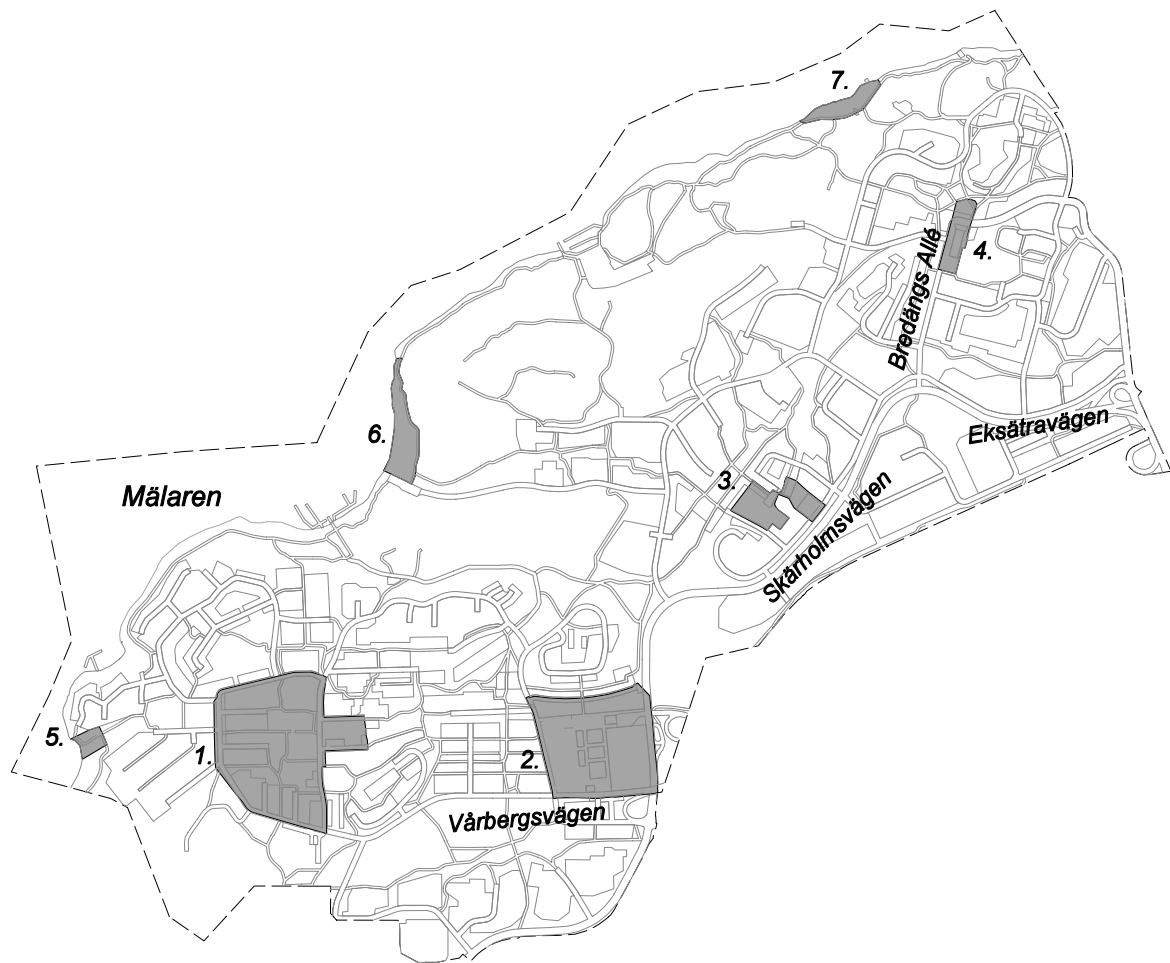 7.
4.
Bredängs Allé
6.
Eksätravägen
Mälaren
3.
Skärholmsvägen
5.
1.
2.
Vårbergsvägen